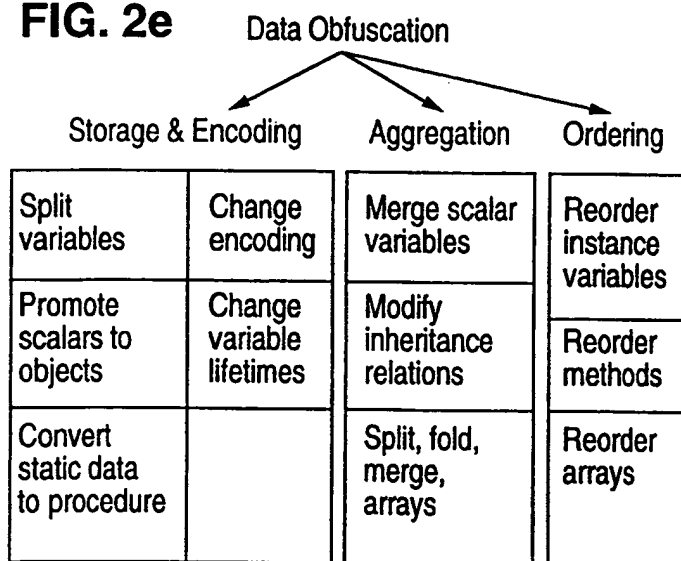 FIG. 2e
Data Obfuscation
Storage & Encoding
Aggregation
Ordering
Split
variables
Change
encoding
Merge scalar
variables
Reorder
instance
variables
Promote
scalars to
objects
Change
variable
lifetimes
Modify
inheritance
relations
Reorder
methods
Convert
static data
to procedure
Split, fold,
merge,
arrays
Reorder
arrays